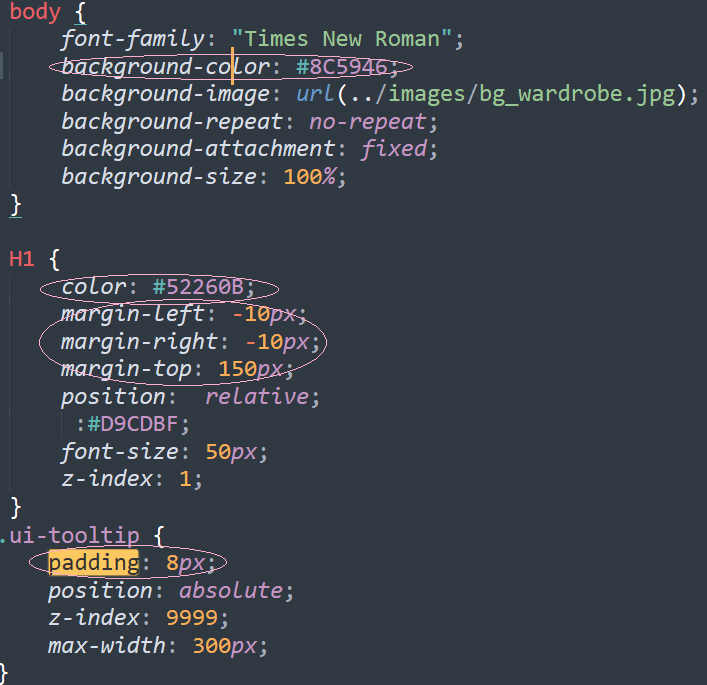 body {
font-family: "Times New Roman";
background-color: #8C5946;
background-image: url(../images/bg_wardrobe.jpg);
background-repeat: no-repeat;
background-attachment: fixed;
background-size: 100%;
}
H1 {
color: #52260B;
margin-left: -10px;
margin-right: -10px;
margin-top: 150px;
position:  relative;
:#D9CDBF;
font-size: 50px;
z-index: 1;
}
.ui-tooltip {
padding: 8px;
position: absolute;
z-index: 9999;
max-width: 300px;
}